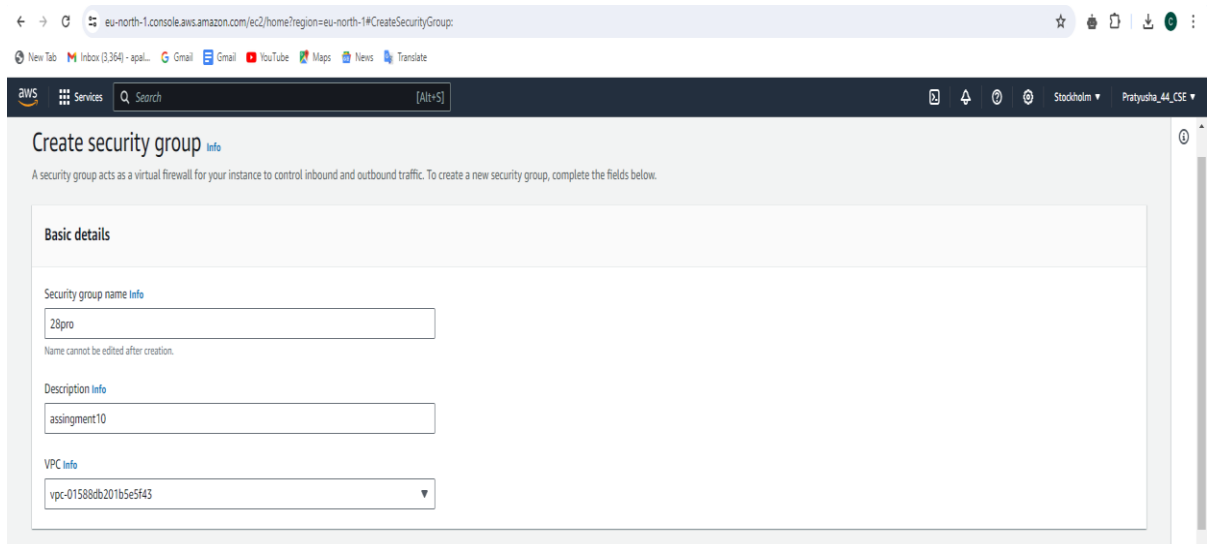 eu-north-1.console.aws.amazon.com/ec2/home?region=eu-north-1#CreateSecurityGroup:
New Tab Inbox (3,364) - apal... Gmail Gmail YouTube Maps News Translate
aws Services Search [Alt+S] Stockholm ▼ Pratyusha_44_CSE ▼
Create security group Info
A security group acts as a virtual firewall for your instance to control inbound and outbound traffic. To create a new security group, complete the fields below.
Basic details
Security group name Info
28pro
Name cannot be edited after creation.
Description Info
assingment10
VPC Info
vpc-01588db201b5e5f43